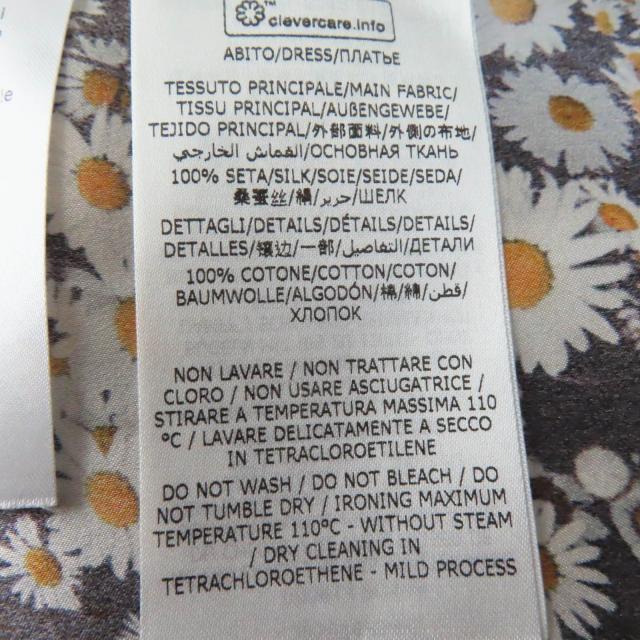 ™
clevercare.info
ABITO/DRESS/ПЛАТЬЕ
TESSUTO PRINCIPALE/MAIN FABRIC/
TISSU PRINCIPAL/AUßENGEWEBE/
TEJIDO PRINCIPAL/外部面料/外側の布地/
القماش الخارجي/ОСНОВНАЯ ТКАНЬ
100% SETA/SILK/SOIE/SEIDE/SEDA/
桑蚕丝/絹/حرير/ШЕЛК
DETTAGLI/DETAILS/DÉTAILS/DETAILS/
DETALLES/镶边/一部/التفاصيل/ДЕТАЛИ
100% COTONE/COTTON/COTON/
BAUMWOLLE/ALGODÓN/棉/綿/قطن/
ХЛОПОК
NON LAVARE / NON TRATTARE CON
CLORO / NON USARE ASCIUGATRICE /
STIRARE A TEMPERATURA MASSIMA 110
°C / LAVARE DELICATAMENTE A SECCO
IN TETRACLOROETILENE
DO NOT WASH / DO NOT BLEACH / DO
NOT TUMBLE DRY / IRONING MAXIMUM
TEMPERATURE 110°C - WITHOUT STEAM
/ DRY CLEANING IN
TETRACHLOROETHENE - MILD PROCESS